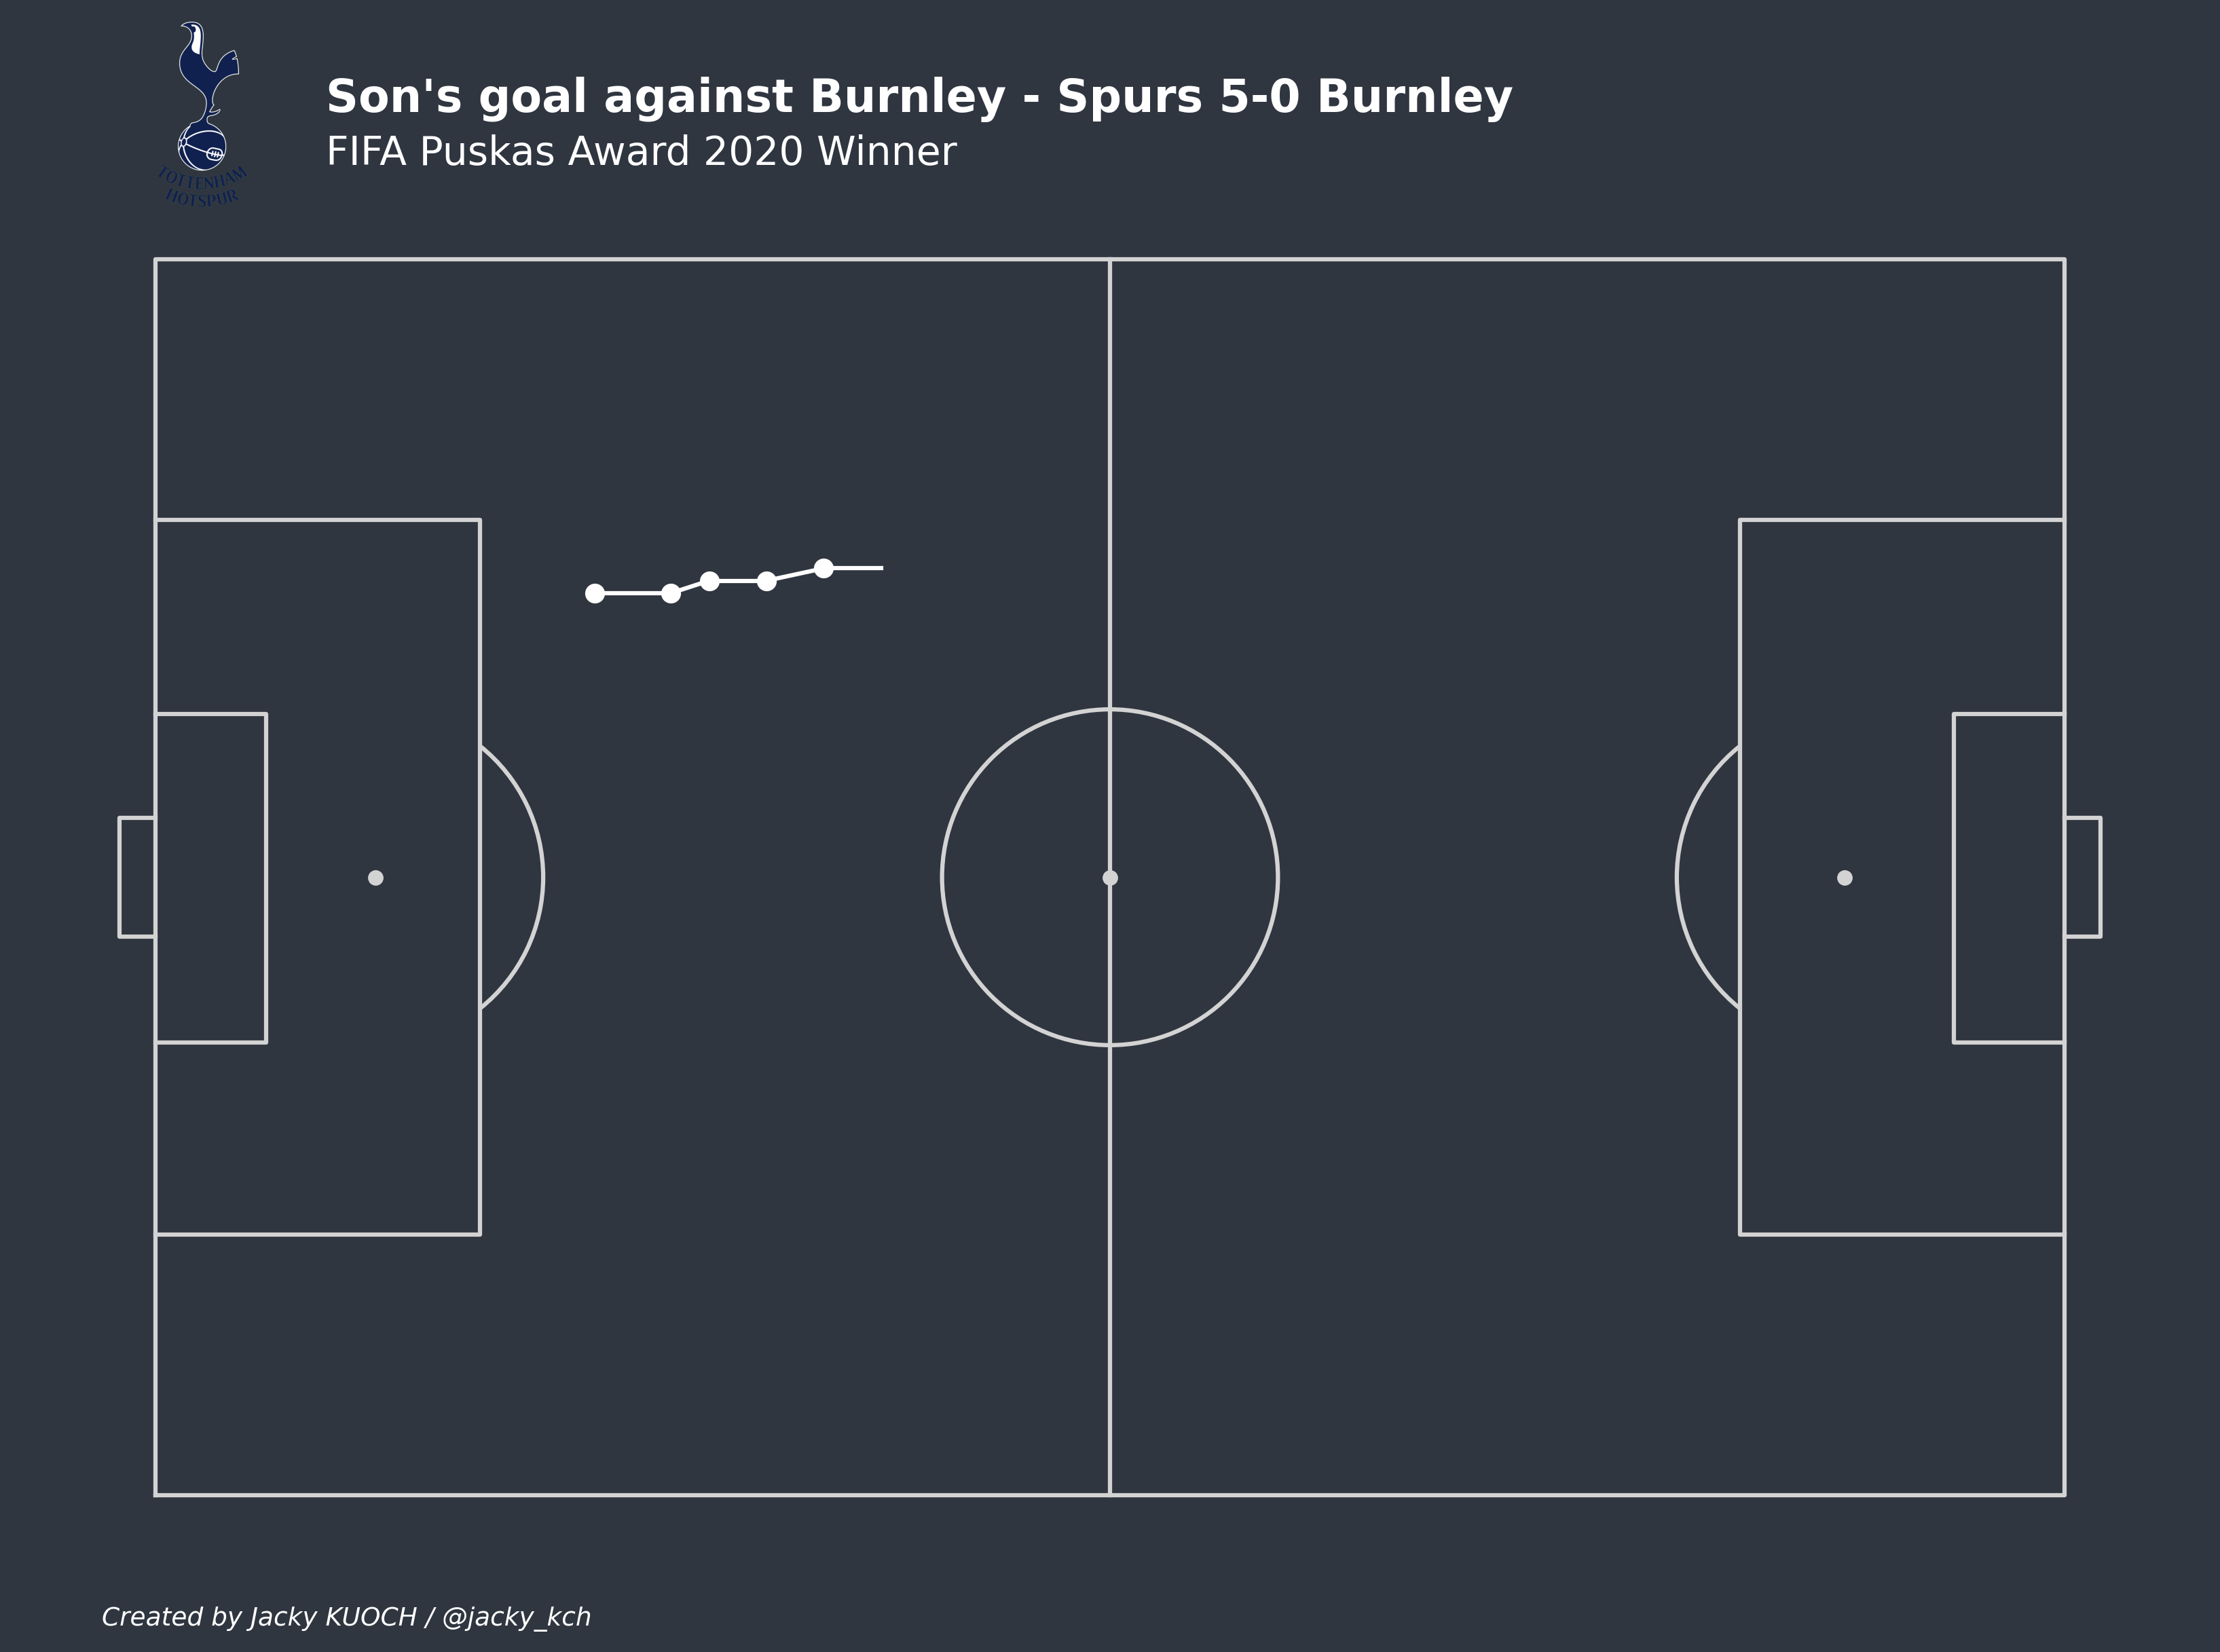 Son's goal against Burnley - Spurs 5-0 Burnley
FIFA Puskas Award 2020 Winner
TOTTENHAM
HOTSPUR
Created by Jacky KUOCH / @jacky_kch